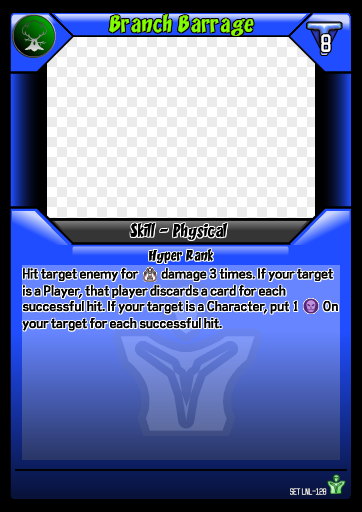 Branch Barrage
8
Skill - Physical
Hyper Rank
Hit target enemy for damage 3 times. If your target
is a Player, that player discards a card for each
successful hit. If your target is a Character, put 1 On
your target for each successful hit.
SET LNL-128